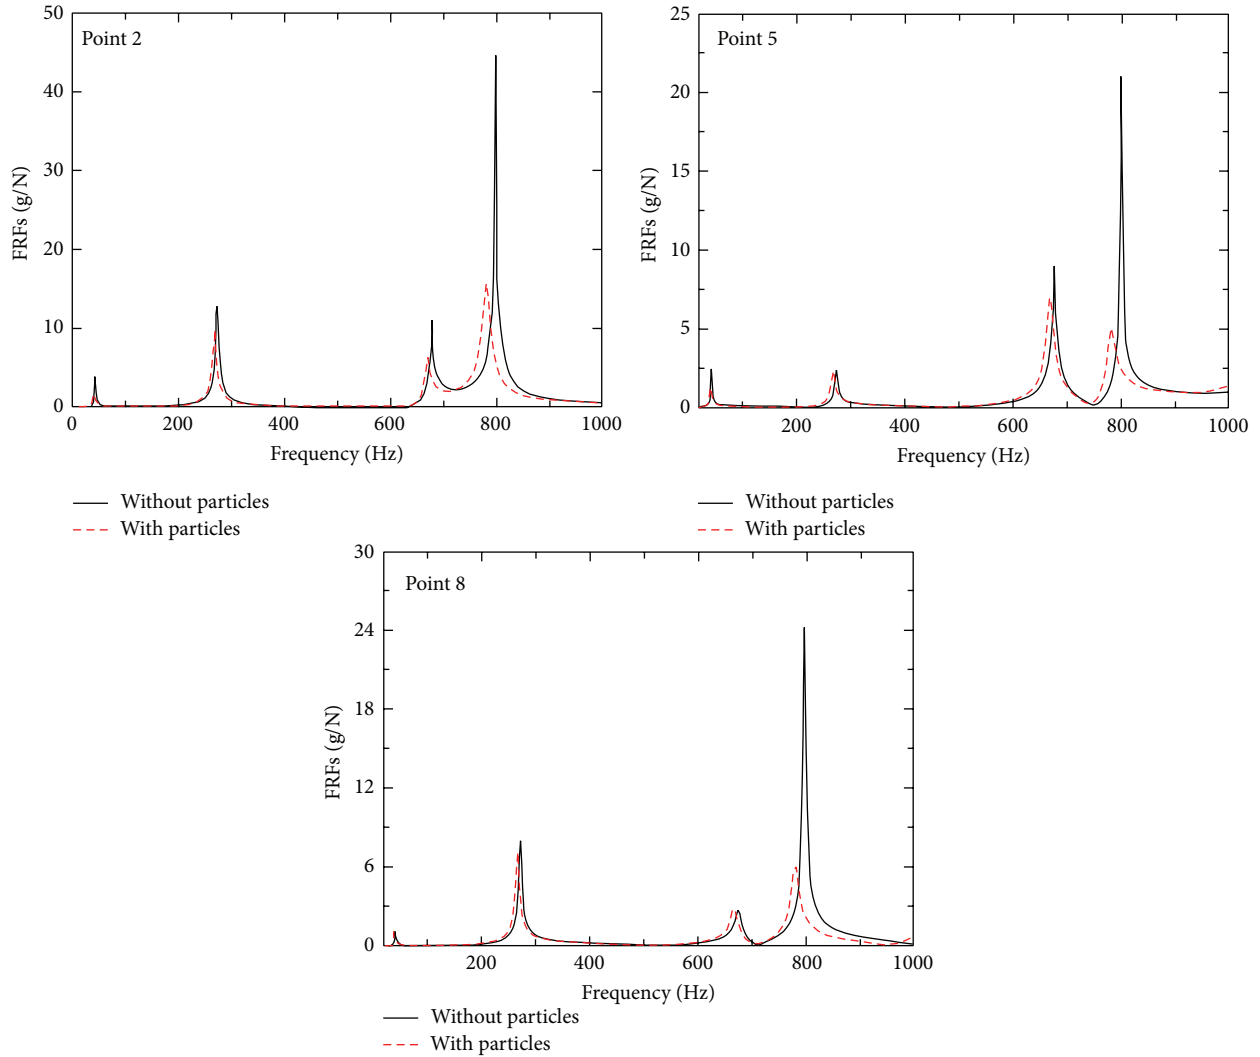 Point 2
50
40
30
20
10
0
FRFs (g/N)
0
200
400
600
800
1000
Frequency (Hz)
Without particles
With particles
Point 5
25
20
15
10
5
0
FRFs (g/N)
200
400
600
800
1000
Frequency (Hz)
Without particles
With particles
Point 8
30
24
18
12
6
0
FRFs (g/N)
200
400
600
800
1000
Frequency (Hz)
Without particles
With particles